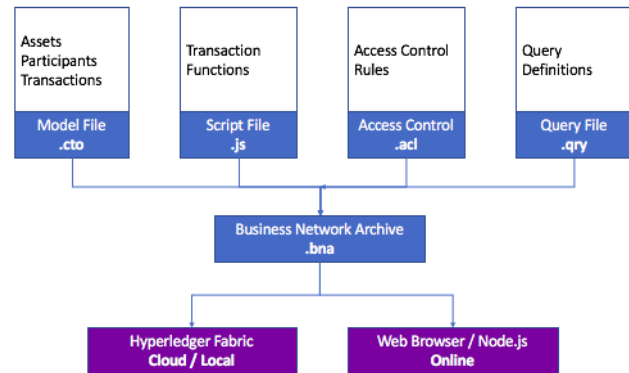 Assets
Participants
Transactions
Model File
.cto
Transaction
Functions
Script File
.js
Access Control
Rules
Access Control
.acl
Query
Definitions
Query File
.qry
Business Network Archive
.bna
Hyperledger Fabric
Cloud / Local
Web Browser / Node.js
Online